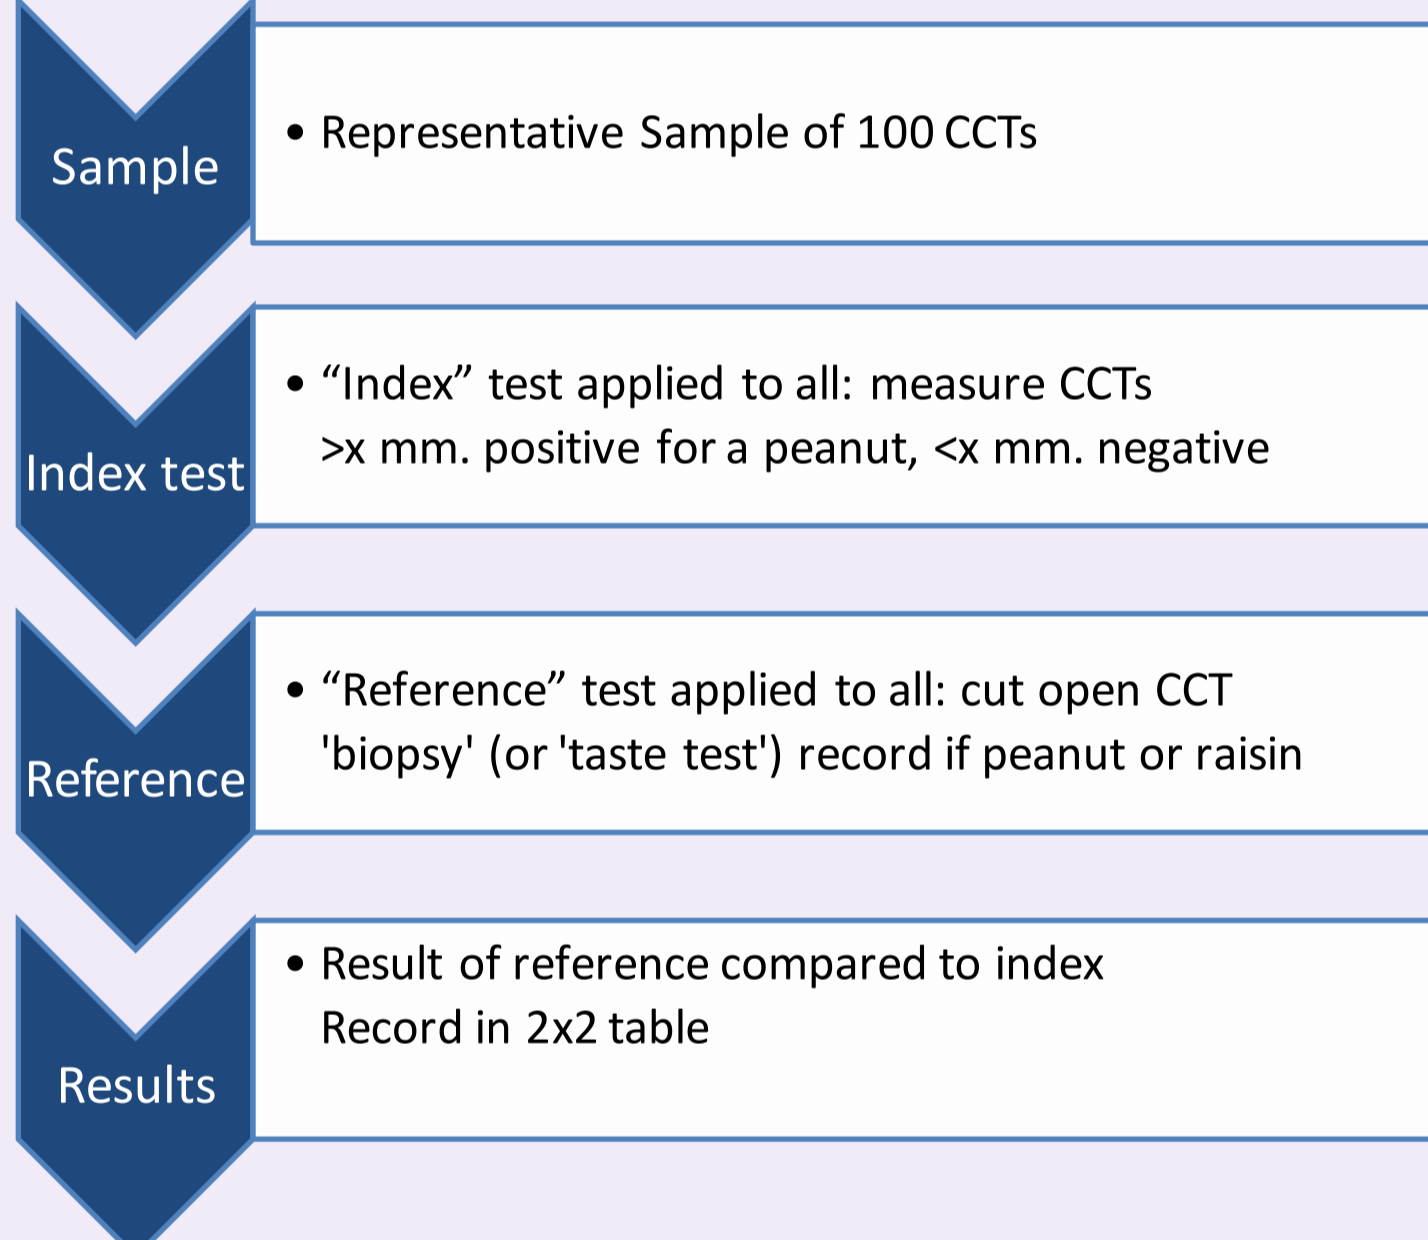 Sample
• Representative Sample of 100 CCTs
Index test
• “Index” test applied to all: measure CCTs
>x mm. positive for a peanut, <x mm. negative
Reference
• “Reference” test applied to all: cut open CCT
'biopsy' (or 'taste test') record if peanut or raisin
Results
• Result of reference compared to index
Record in 2x2 table